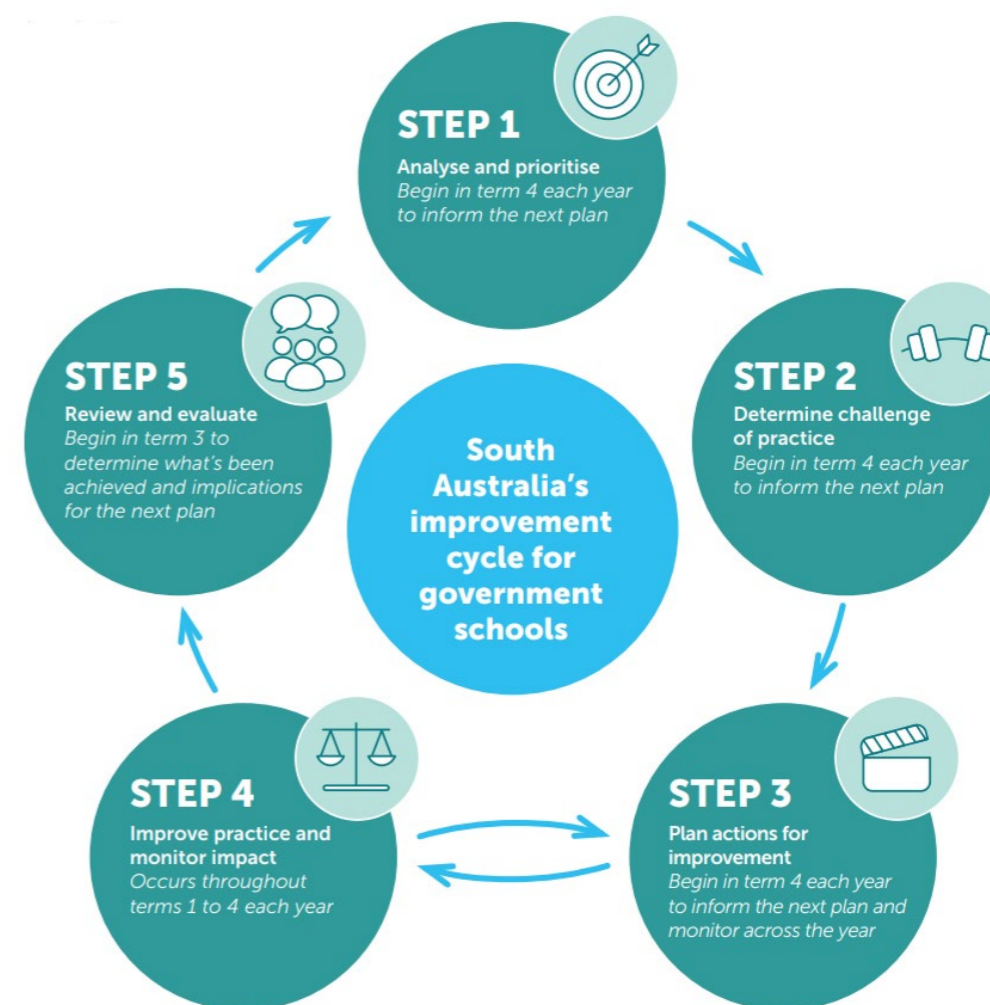 STEP 1
Analyse and prioritise
Begin in term 4 each year
to inform the next plan
STEP 2
Determine challenge
of practice
Begin in term 4 each year
to inform the next plan
STEP 3
Plan actions for
improvement
Begin in term 4 each year
to inform the next plan and
monitor across the year
STEP 4
Improve practice and
monitor impact
Occurs throughout
terms 1 to 4 each year
STEP 5
Review and evaluate
Begin in term 3 to
determine what's been
achieved and implications
for the next plan
South
Australia's
improvement
cycle for
government
schools